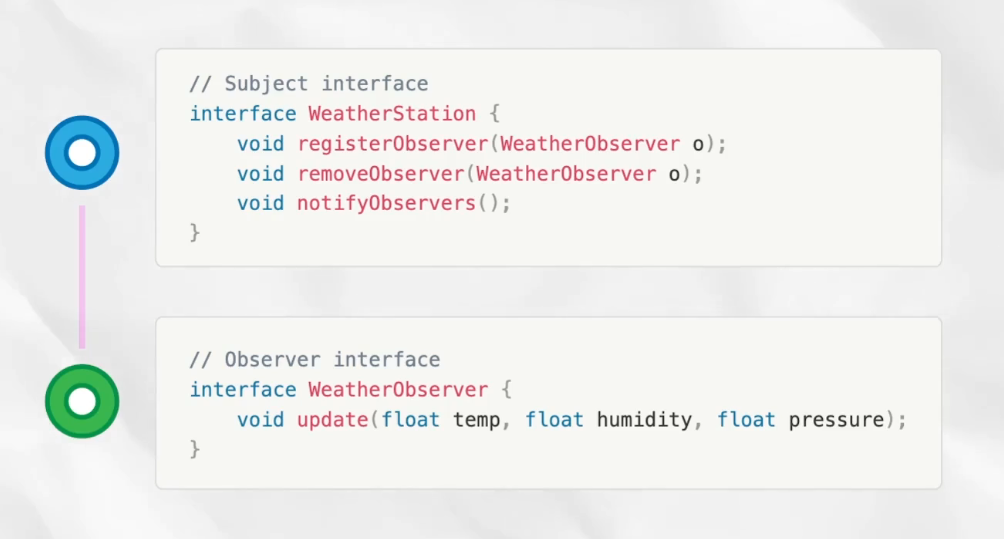 // Subject interface
interface WeatherStation {
    void registerObserver(WeatherObserver o);
    void removeObserver(WeatherObserver o);
    void notifyObservers();
}
// Observer interface
interface WeatherObserver {
    void update(float temp, float humidity, float pressure);
}